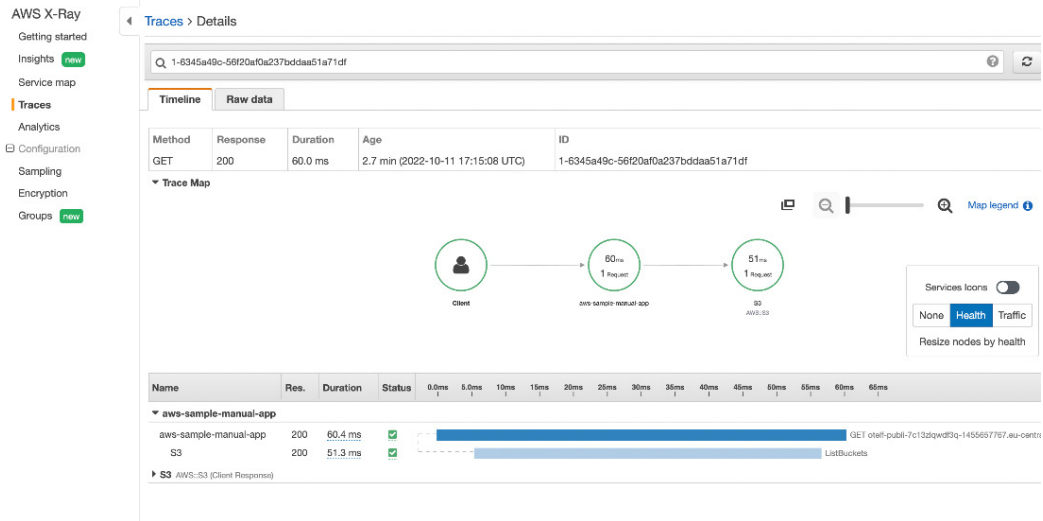 AWS X-Ray
Getting started
Insights new
Service map
Traces
Analytics
Configuration
Sampling
Encryption
Groups new
Traces > Details
1-6345a49c-56f20af0a237bddaa51a71df
Timeline Raw data
Method Response Duration Age ID
GET 200 60.0 ms 2.7 min (2022-10-11 17:15:08 UTC) 1-6345a49c-56f20af0a237bddaa51a71df
Trace Map
Map legend
60ms
1 Request
51ms
1 Request
Client
aws-sample-manual-app
S3
AWS::S3
Services Icons
None Health Traffic
Resize nodes by health
Name Res. Duration Status 0.0ms 5.0ms 10ms 15ms 20ms 25ms 30ms 35ms 40ms 45ms 50ms 55ms 60ms 65ms
aws-sample-manual-app
aws-sample-manual-app 200 60.4 ms GET otelf-publi-7c13zlqwdf3q-1455657767.eu-centra
S3 200 51.3 ms ListBuckets
S3 AWS::S3 (Client Response)